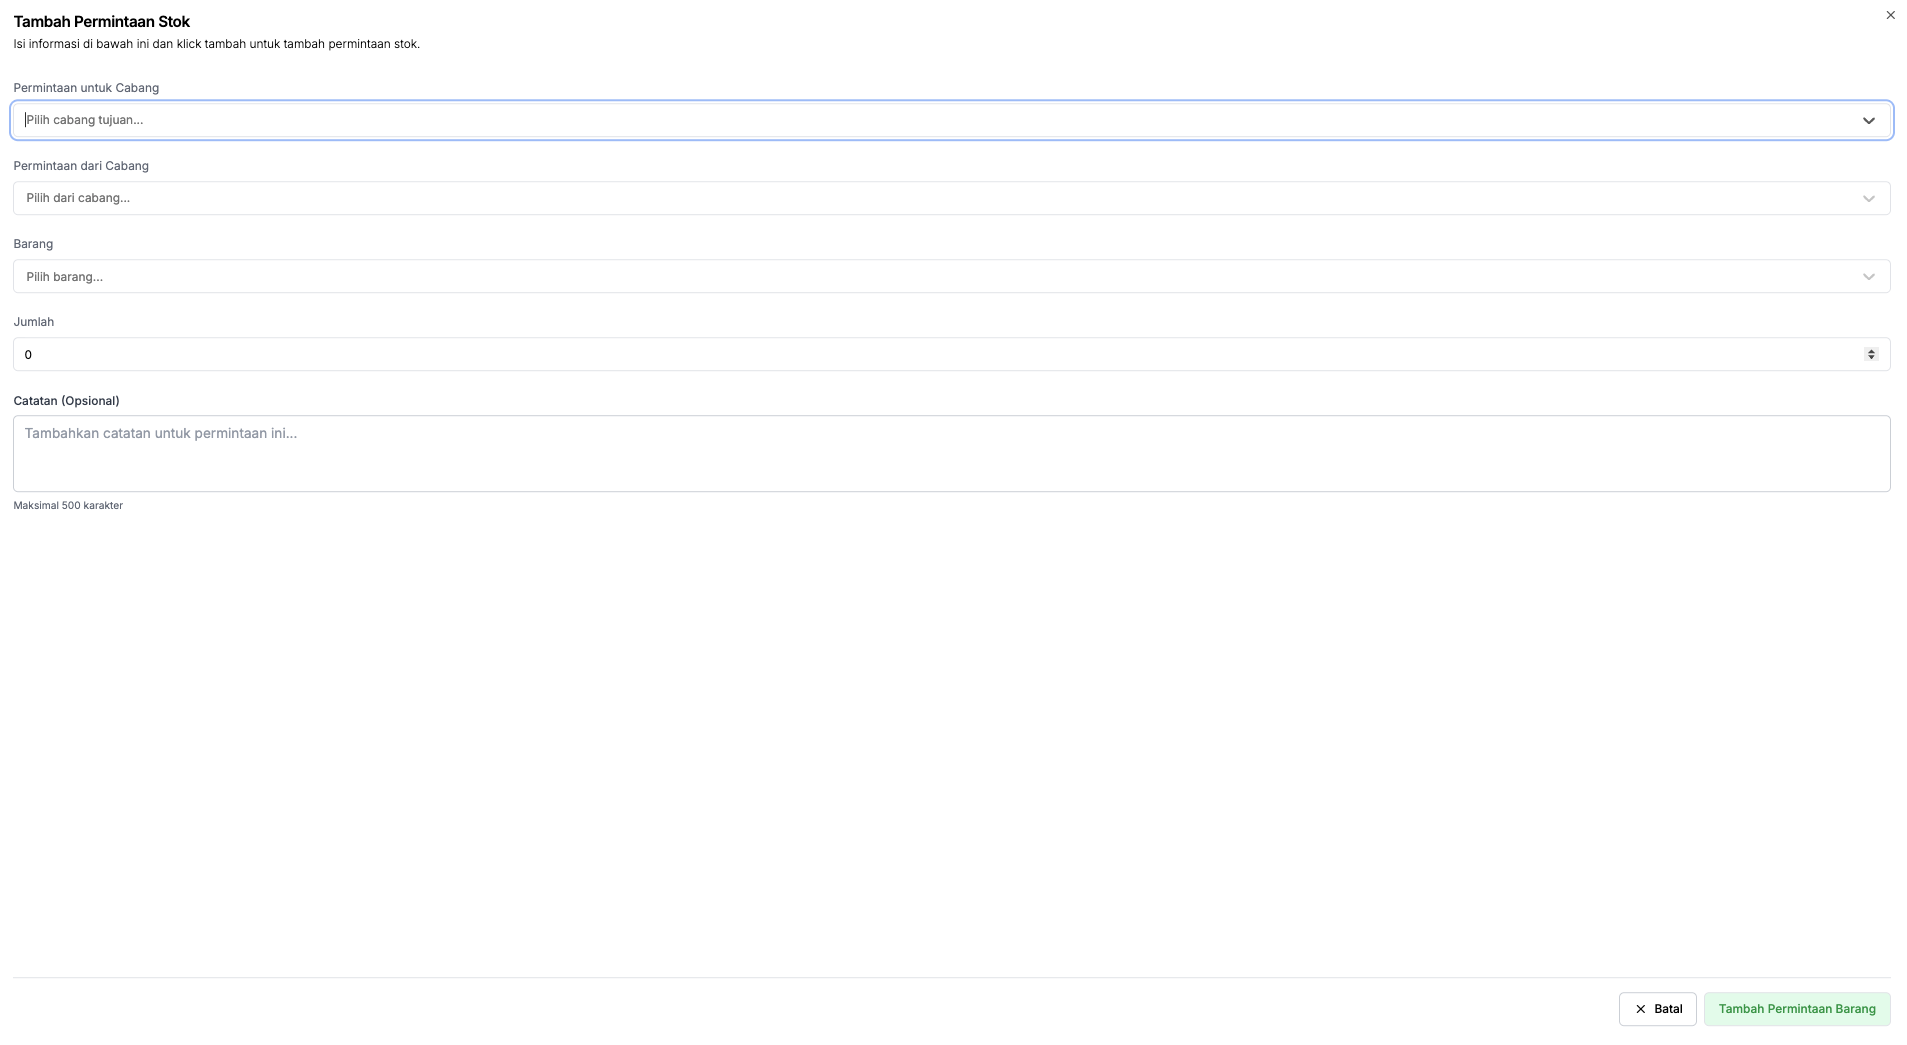 Tambah Permintaan Stok
Isi informasi di bawah ini dan klick tambah untuk tambah permintaan stok.
Permintaan untuk Cabang
Pilih cabang tujuan...
Permintaan dari Cabang
Pilih dari cabang...
Barang
Pilih barang...
Jumlah
0
Catatan (Opsional)
Tambahkan catatan untuk permintaan ini...
Maksimal 500 karakter
Batal
Tambah Permintaan Barang